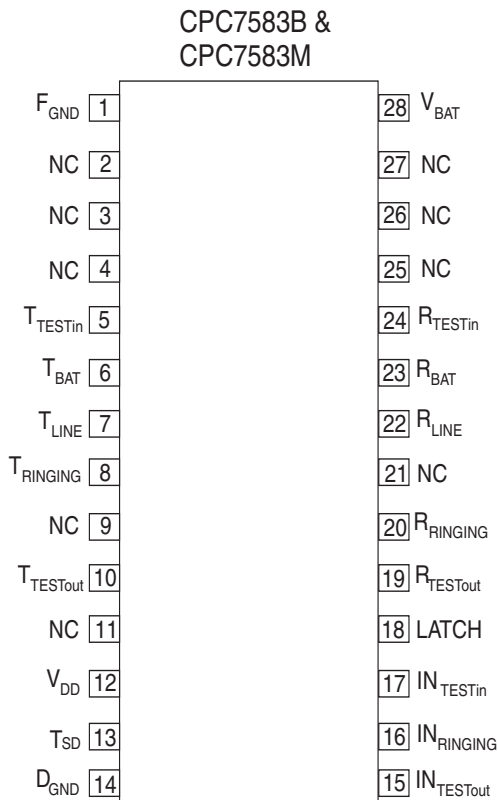 CPC7583B &
CPC7583M
F_GND 1 28 V_BAT
NC 2 27 NC
NC 3 26 NC
NC 4 25 NC
T_TESTin 5 24 R_TESTin
T_BAT 6 23 R_BAT
T_LINE 7 22 R_LINE
T_RINGING 8 21 NC
NC 9 20 R_RINGING
T_TESTout 10 19 R_TESTout
NC 11 18 LATCH
V_DD 12 17 IN_TESTin
T_SD 13 16 IN_RINGING
D_GND 14 15 IN_TESTout